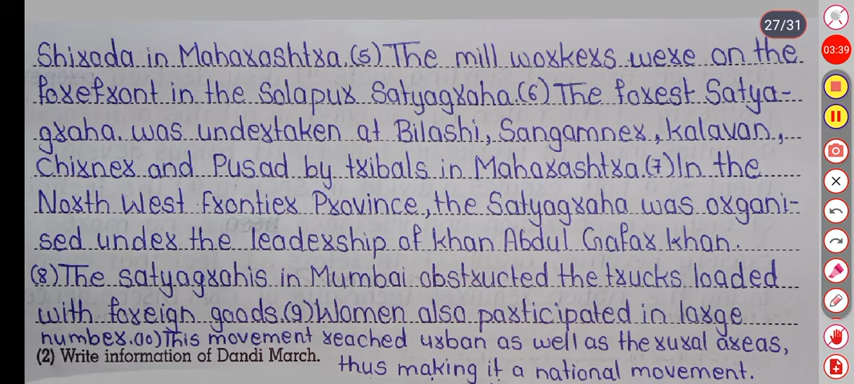 27/31
03:39
Shiroda in Maharashtra.(5)The mill workers were on the
forefront in the Solapur Satyagraha.(6)The forest Satya-
graha was undertaken at Bilashi, Sangamner, Kalavan,
Chirner and Pusad by tribals in Maharashtra.(7)In the
North West Frontier Province, the Satyagraha was organi-
sed under the leadership of Khan Abdul Gafar Khan.
(8)The satyagrahis in Mumbai obstructed the trucks loaded
with foreign goods.(9)Women also participated in large
number.(10)This movement reached urban as well as the rural areas,
(2) Write information of Dandi March. thus making it a national movement.